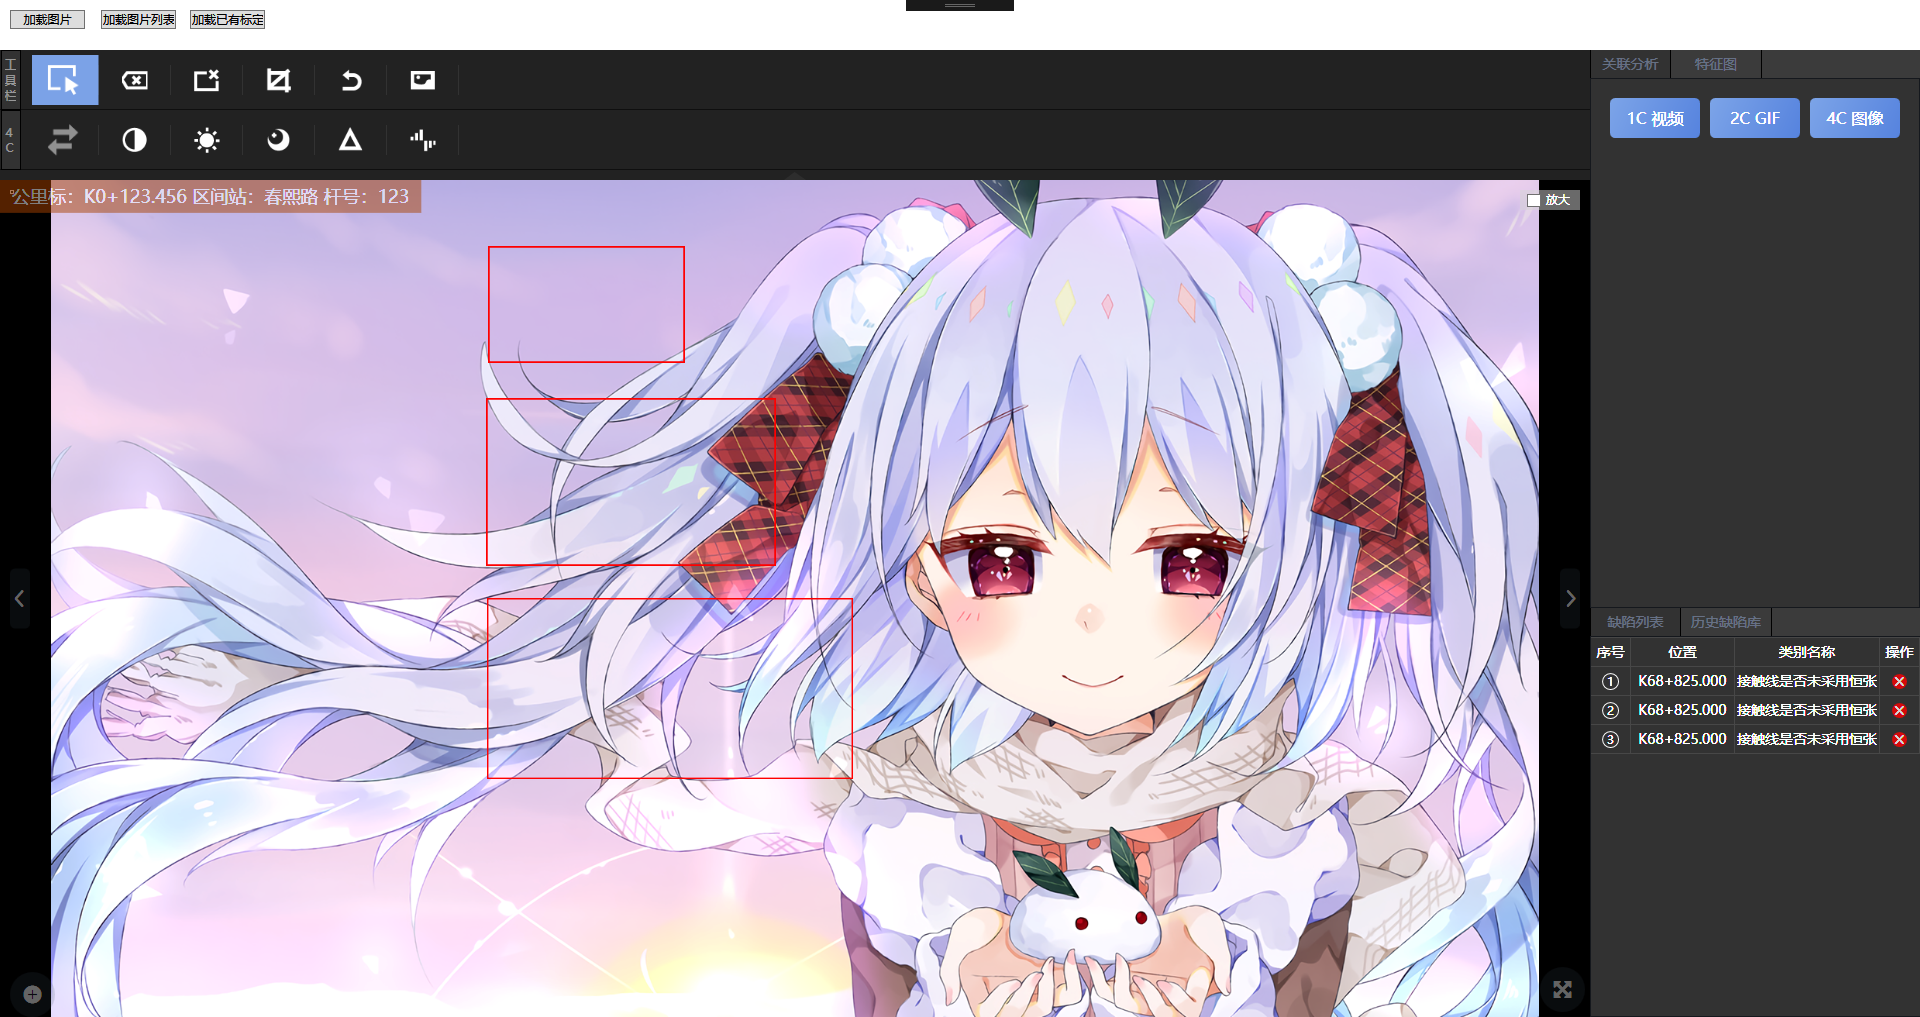 加载图片 加载图片列表 加载已有标定
工具栏
4C
公里标：K0+123.456 区间站：春熙路 杆号：123
放大
关联分析 特征图
1C 视频 2C GIF 4C 图像
缺陷列表 历史缺陷库
序号 位置 类别名称 操作
① K68+825.000 接触线是否未采用恒张
② K68+825.000 接触线是否未采用恒张
③ K68+825.000 接触线是否未采用恒张